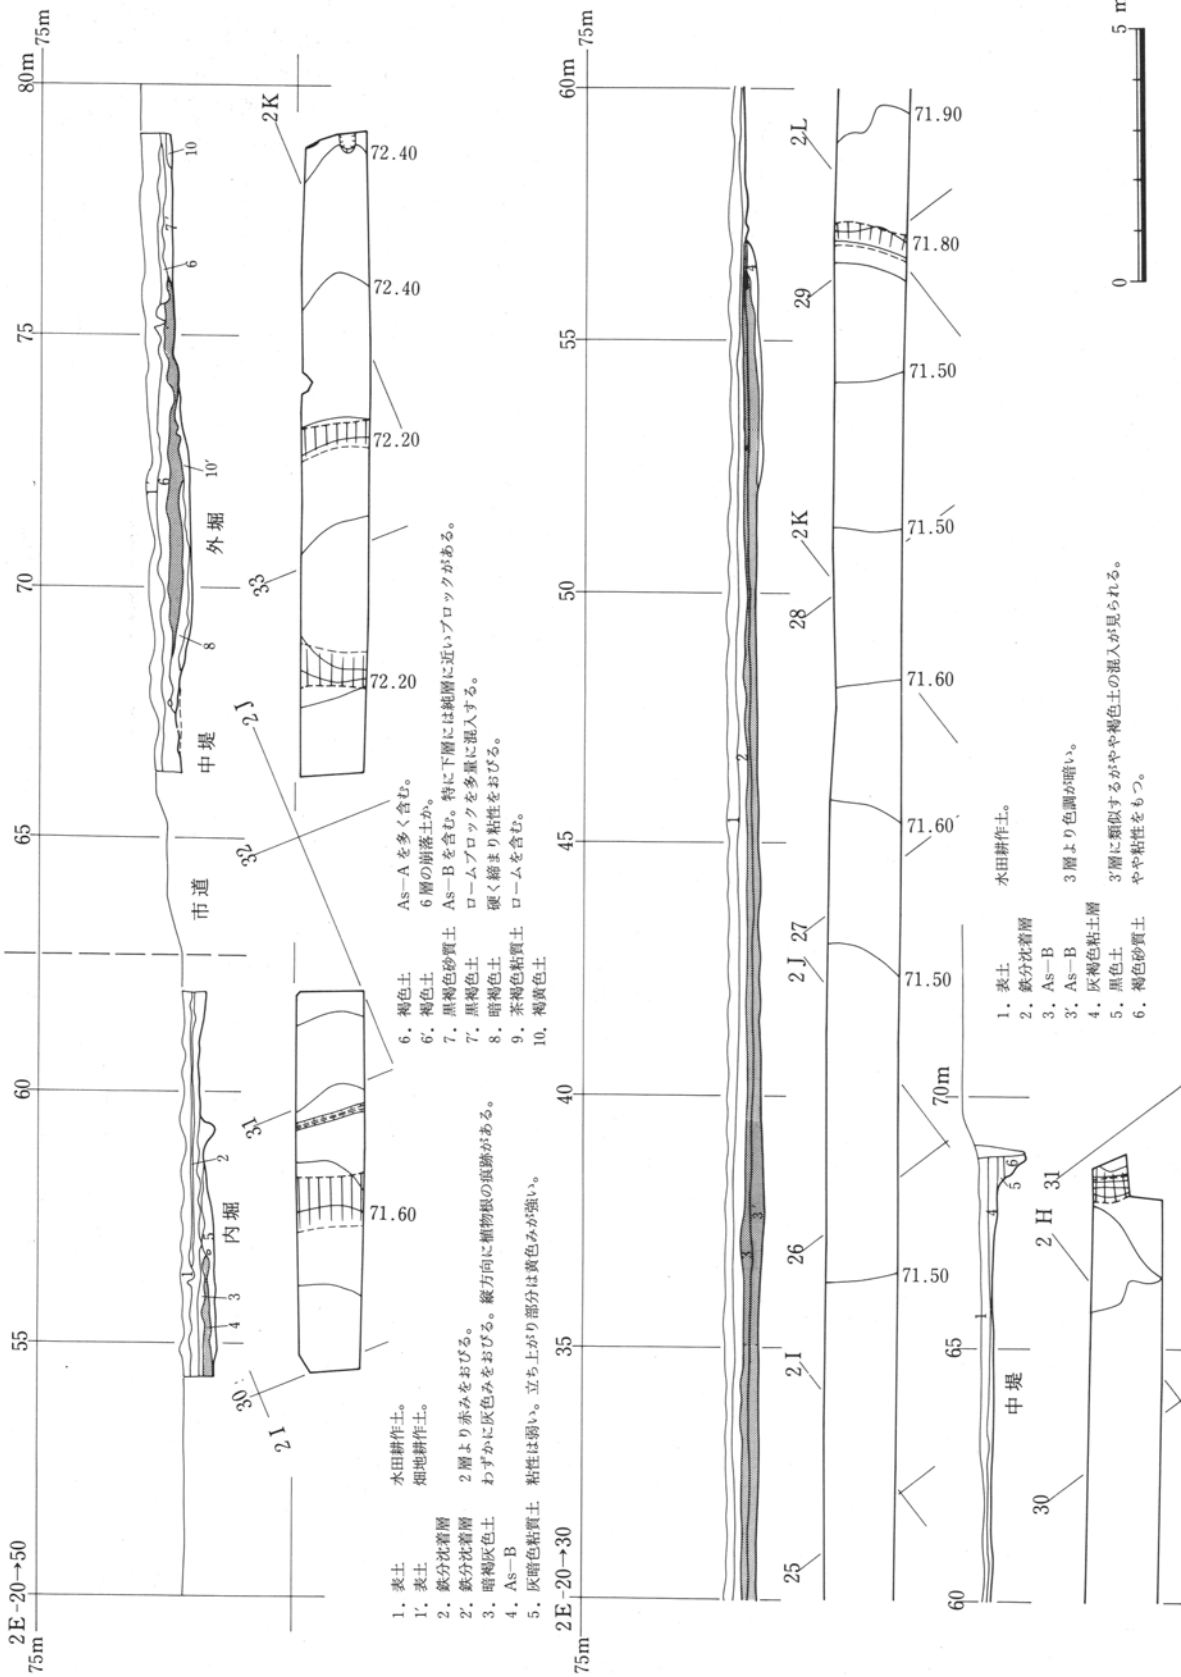 2E-20→50
75m
55
60
65
70
75
80m
75m
1
2
3
4
5
内堀
市道
中堤
外堀
8
1
6
10′
6
7′
10
30
2I
31
71.60
32
2J
33
72.20
72.20
72.40
72.40
2K
1. 表土 水田耕作土。
1′. 表土 畑地耕作土。
2. 鉄分沈着層
2′. 鉄分沈着層 2層より赤みをおびる。
3. 暗褐灰色土 わずかに灰色みをおびる。縦方向に植物根の痕跡がある。
4. As—B
5. 灰暗色粘質土 粘性は弱い。立ち上がり部分は黄色みが強い。
6. 褐色土 As—Aを多く含む。
6′. 褐色土 6層の崩落土か。
7. 黒褐色砂質土 As—Bを含む。特に下層には純層に近いブロックがある。
7′. 黒褐色土 ロームブロックを多量に混入する。
8. 暗褐色土 硬く締まり粘性をおびる。
9. 茶褐色粘質土 ロームを含む。
10. 褐黄色土
2E-20→30
75m
35
40
45
50
55
60m
75m
3
3′
1
2
4
25
2I
26
2J
27
28
2K
29
2L
71.50
71.50
71.60
71.60
71.50
71.50
71.80
71.90
60
65
70m
中堤
1
4
5
6
30
2H
31
1. 表土 水田耕作土。
2. 鉄分沈着層
3. As—B
3′. As—B 3層より色調が暗い。
4. 灰褐色粘土層
5. 黒色土 3′層に類似するがやや褐色土の混入が見られる。
6. 褐色砂質土 やや粘性をもつ。
0
5 m